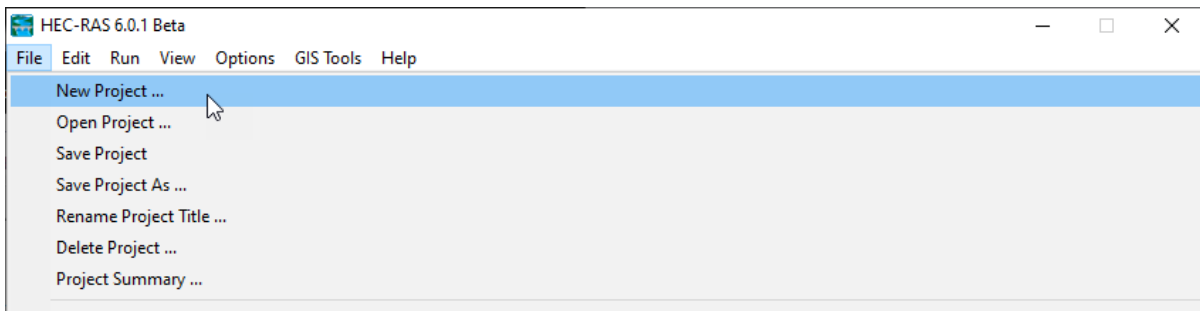 HEC-RAS 6.0.1 Beta
File Edit Run View Options GIS Tools Help
New Project ...
Open Project ...
Save Project
Save Project As ...
Rename Project Title ...
Delete Project ...
Project Summary ...